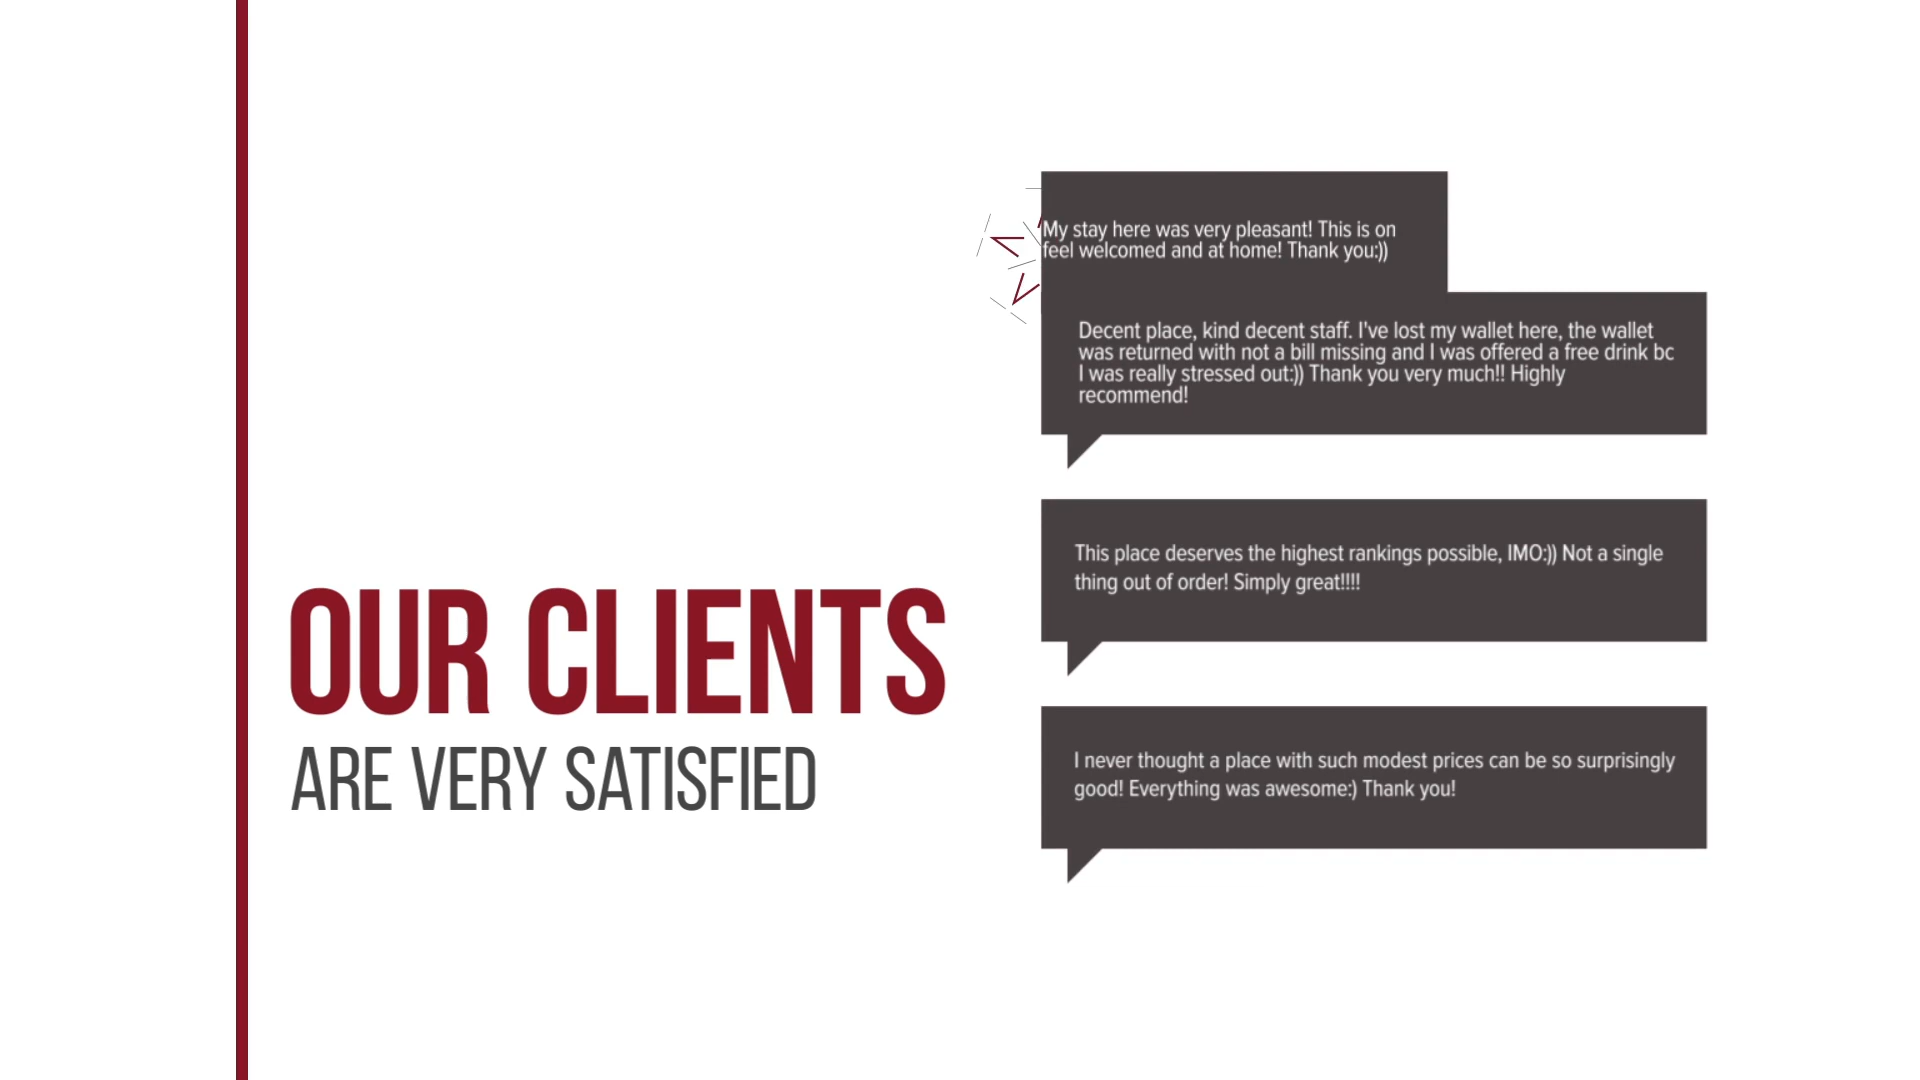 OUR CLIENTS
ARE VERY SATISFIED
My stay here was very pleasant! This is on
feel welcomed and at home! Thank you:))
Decent place, kind decent staff. I've lost my wallet here, the wallet
was returned with not a bill missing and I was offered a free drink bc
I was really stressed out:)) Thank you very much!! Highly
recommend!
This place deserves the highest rankings possible, IMO:)) Not a single
thing out of order! Simply great!!!!
I never thought a place with such modest prices can be so surprisingly
good! Everything was awesome:) Thank you!